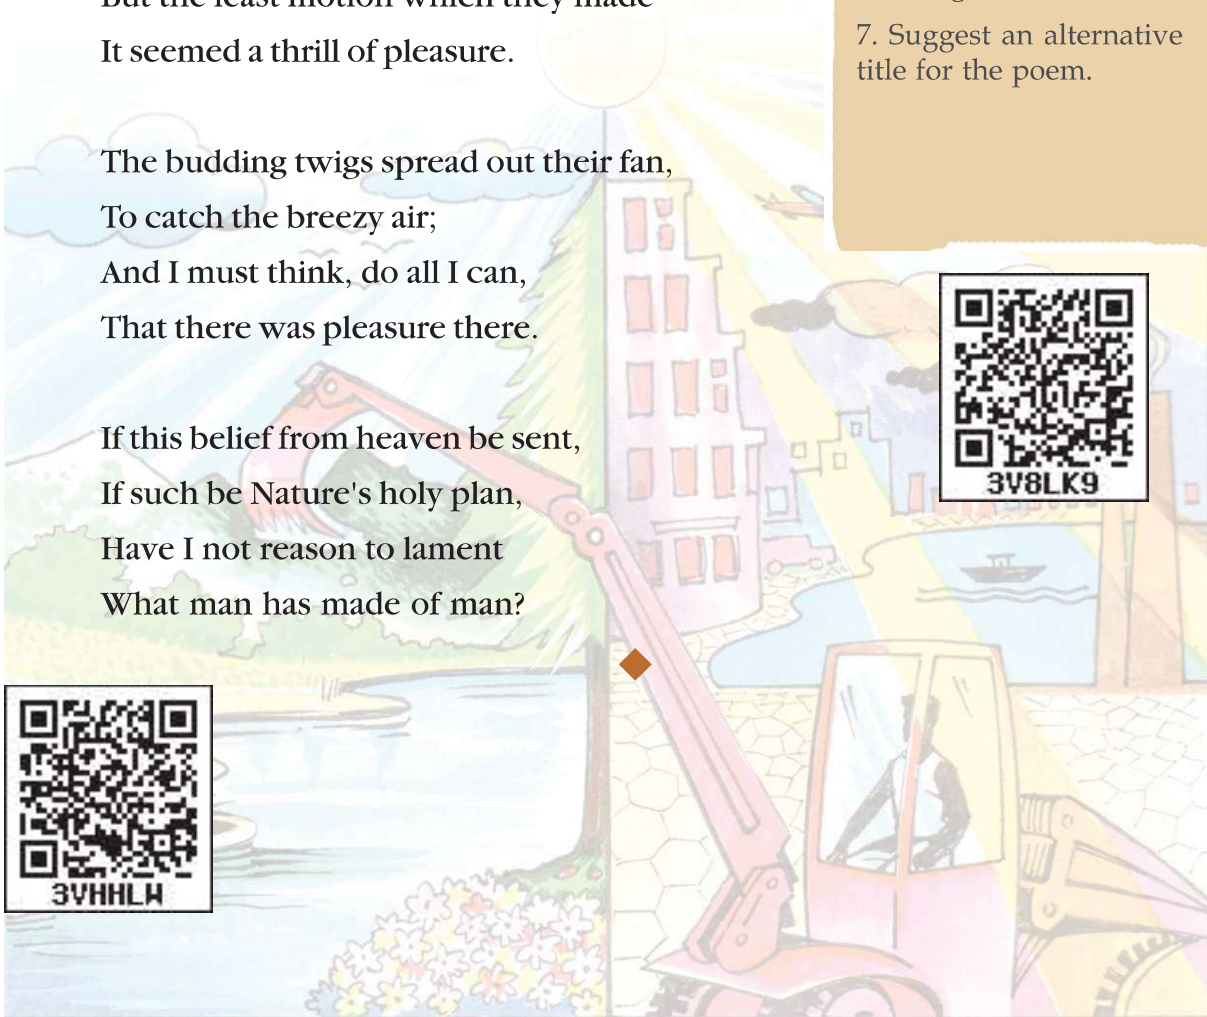 It seemed a thrill of pleasure.
The budding twigs spread out their fan,
To catch the breezy air;
And I must think, do all I can,
That there was pleasure there.
If this belief from heaven be sent,
If such be Nature's holy plan,
Have I not reason to lament
What man has made of man?
7. Suggest an alternative
title for the poem.
3V8LK9
3VHHLW